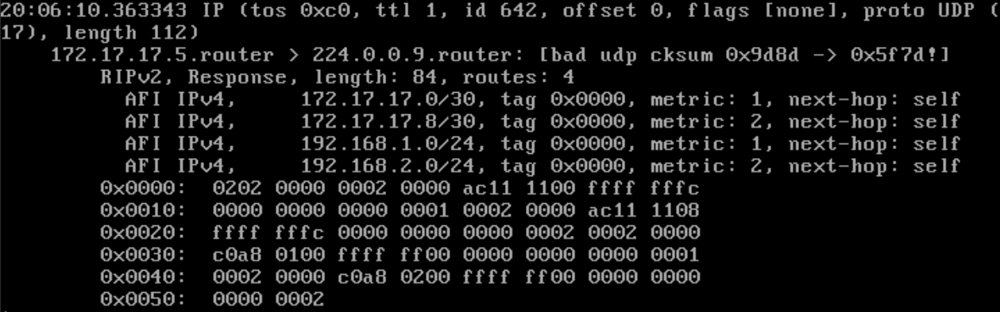 20:06:10.363343 IP (tos 0xc0, ttl 1, id 642, offset 0, flags [none], proto UDP (
17), length 112)
    172.17.17.5.router > 224.0.0.9.router: [bad udp cksum 0x9d8d -> 0x5f7d!]
        RIPv2, Response, length: 84, routes: 4
          AFI IPv4,     172.17.17.0/30, tag 0x0000, metric: 1, next-hop: self
          AFI IPv4,     172.17.17.8/30, tag 0x0000, metric: 2, next-hop: self
          AFI IPv4,     192.168.1.0/24, tag 0x0000, metric: 1, next-hop: self
          AFI IPv4,     192.168.2.0/24, tag 0x0000, metric: 2, next-hop: self
        0x0000:  0202 0000 0002 0000 ac11 1100 ffff fffc
        0x0010:  0000 0000 0000 0001 0002 0000 ac11 1108
        0x0020:  ffff fffc 0000 0000 0000 0002 0002 0000
        0x0030:  c0a8 0100 ffff ff00 0000 0000 0000 0001
        0x0040:  0002 0000 c0a8 0200 ffff ff00 0000 0000
        0x0050:  0000 0002